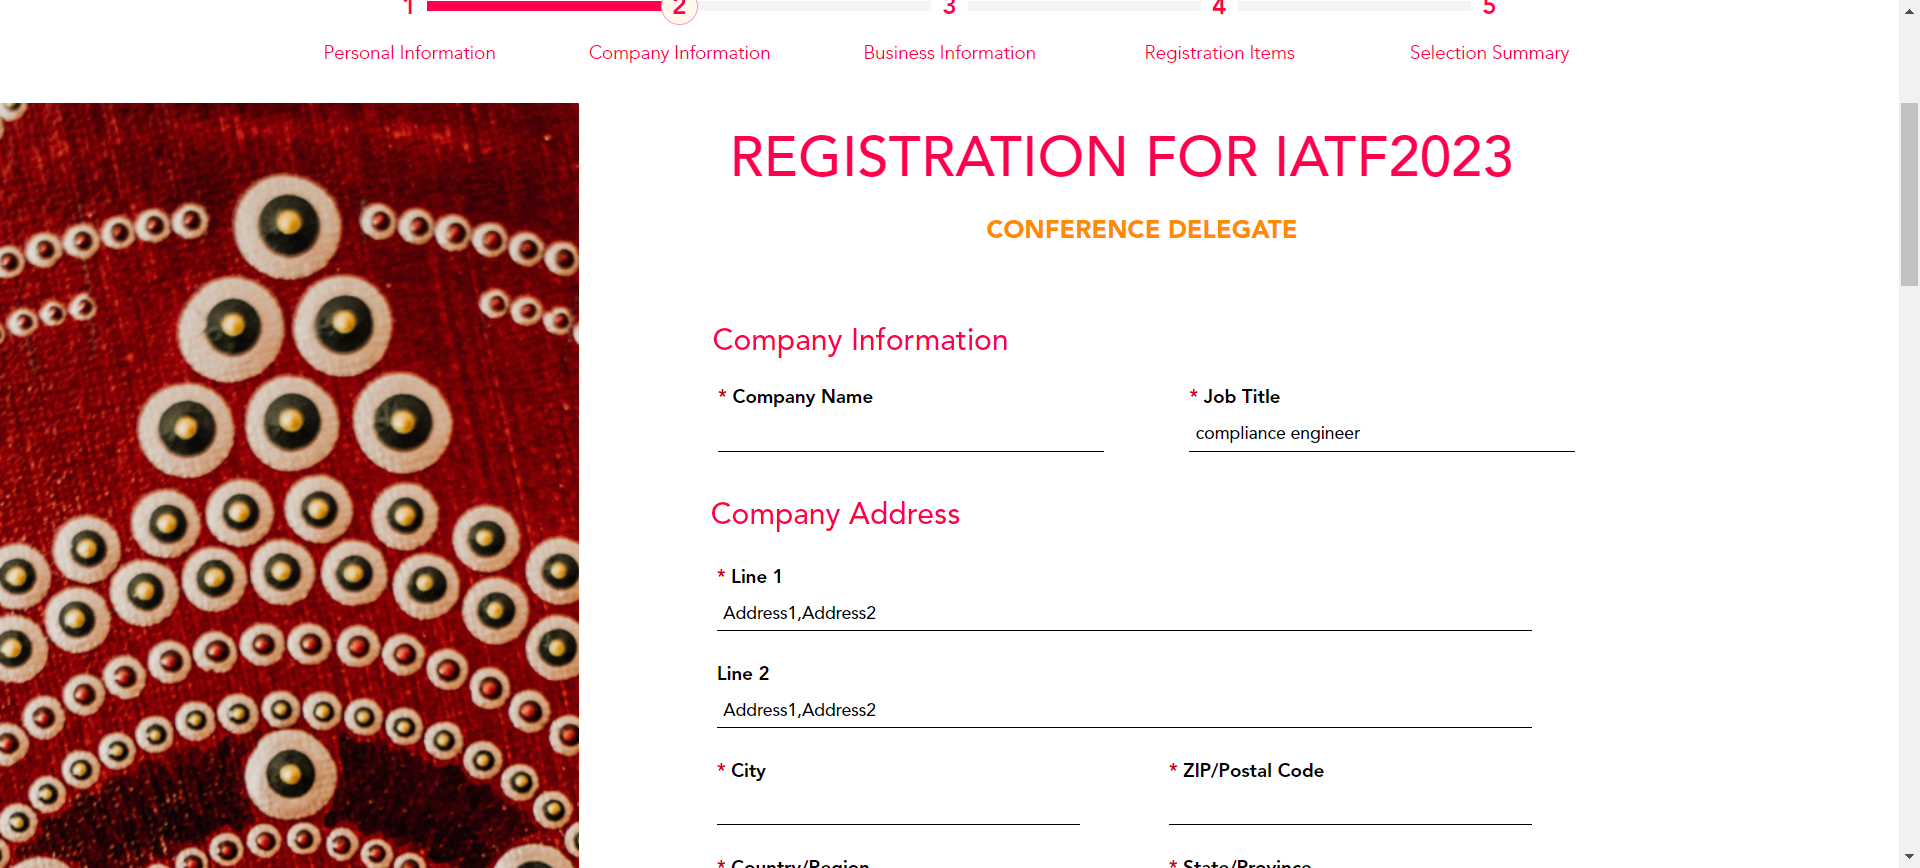 1 2 3 4 5
Personal Information Company Information Business Information Registration Items Selection Summary
REGISTRATION FOR IATF2023
CONFERENCE DELEGATE
Company Information
* Company Name * Job Title
compliance engineer
Company Address
* Line 1
Address1,Address2
Line 2
Address1,Address2
* City * ZIP/Postal Code
* Country/Region * State/Province